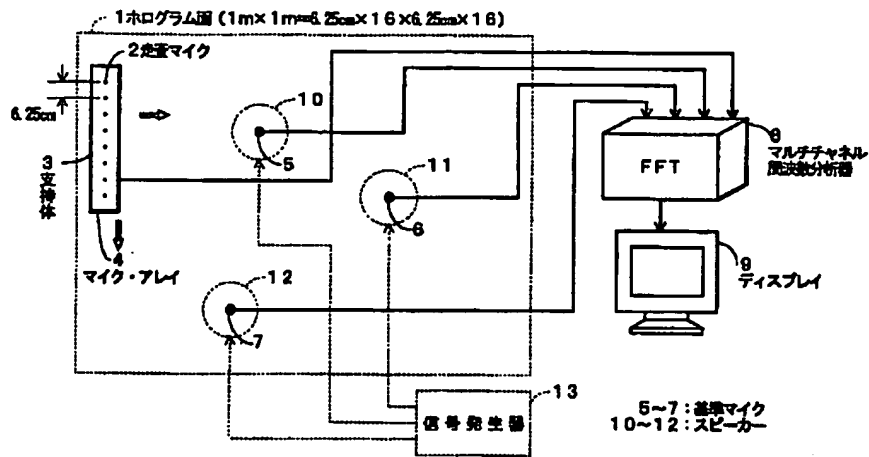 1ホログラム面(1m×1m=6.25cm×16×6.25cm×16)
2走査マイク
6.25cm
3
支持体
4
マイク・アレイ
10
5
11
6
12
7
8
マルチチャネル
周波数分析器
FFT
9
ディスプレイ
13
信号発生器
5~7:基準マイク
10~12:スピーカー